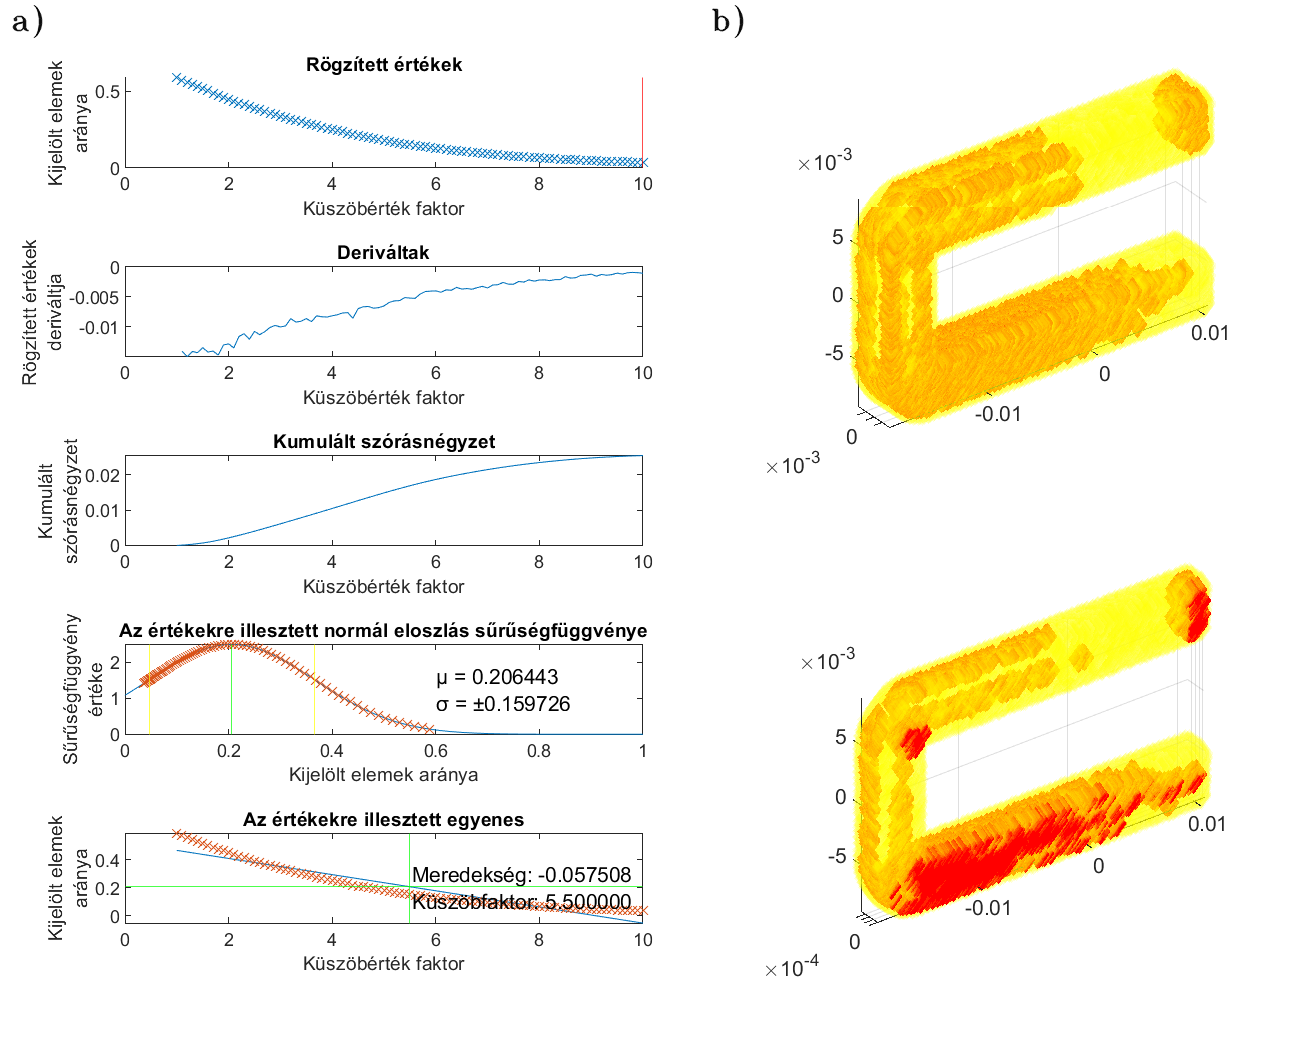 a)
Rögzített értékek
Kijelölt elemek
aránya
0.5
0
0 2 4 6 8 10
Küszöbérték faktor
Deriváltak
Rögzített értékek
deriváltja
0
-0.005
-0.01
0 2 4 6 8 10
Küszöbérték faktor
Kumulált szórásnégyzet
Kumulált
szórásnégyzet
0.02
0.01
0
0 2 4 6 8 10
Küszöbérték faktor
Az értékekre illesztett normál eloszlás sűrűségfüggvénye
Sűrűségfüggvény
értéke
2
1
0
μ = 0.206443
σ = ±0.159726
0 0.2 0.4 0.6 0.8 1
Kijelölt elemek aránya
Az értékekre illesztett egyenes
Kijelölt elemek
aránya
0.4
0.2
0
Meredekség: -0.057508
Küszöbfaktor: 5.500000
0 2 4 6 8 10
Küszöbérték faktor
b)
×10-3
5
0
-5
0.01
0
-0.01
0
×10-3
×10-3
5
0
-5
0.01
0
-0.01
0
×10-4